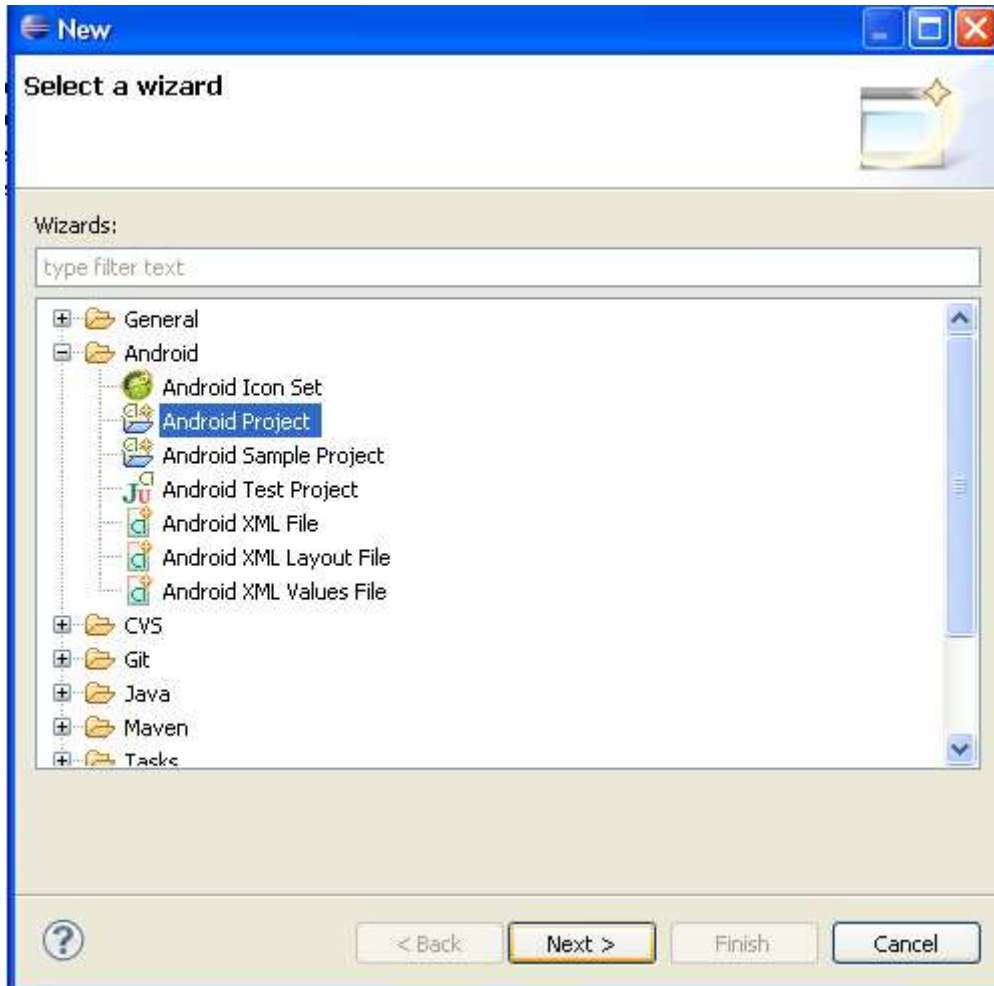 New
Select a wizard
Wizards:
type filter text
General
Android
Android Icon Set
Android Project
Android Sample Project
Android Test Project
Android XML File
Android XML Layout File
Android XML Values File
CVS
Git
Java
Maven
Tasks
< Back Next > Finish Cancel